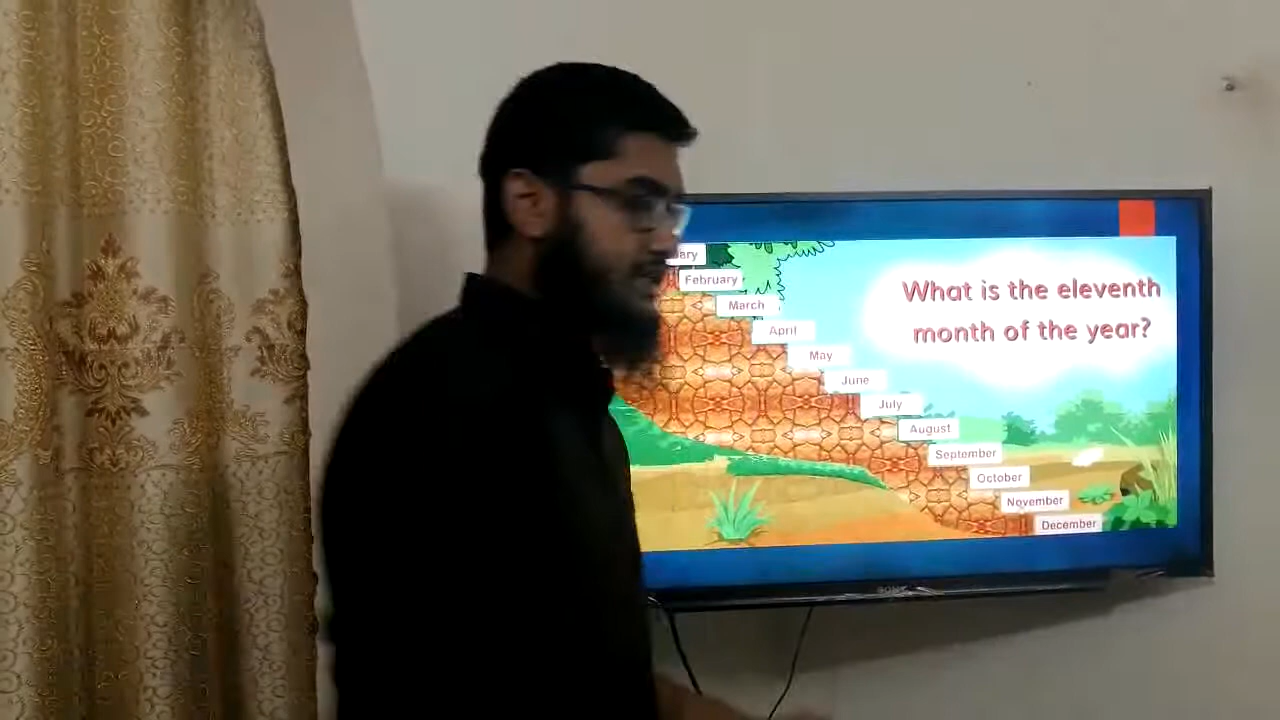 What is the eleventh
month of the year?
February
March
April
May
June
July
August
September
October
November
December
SONY